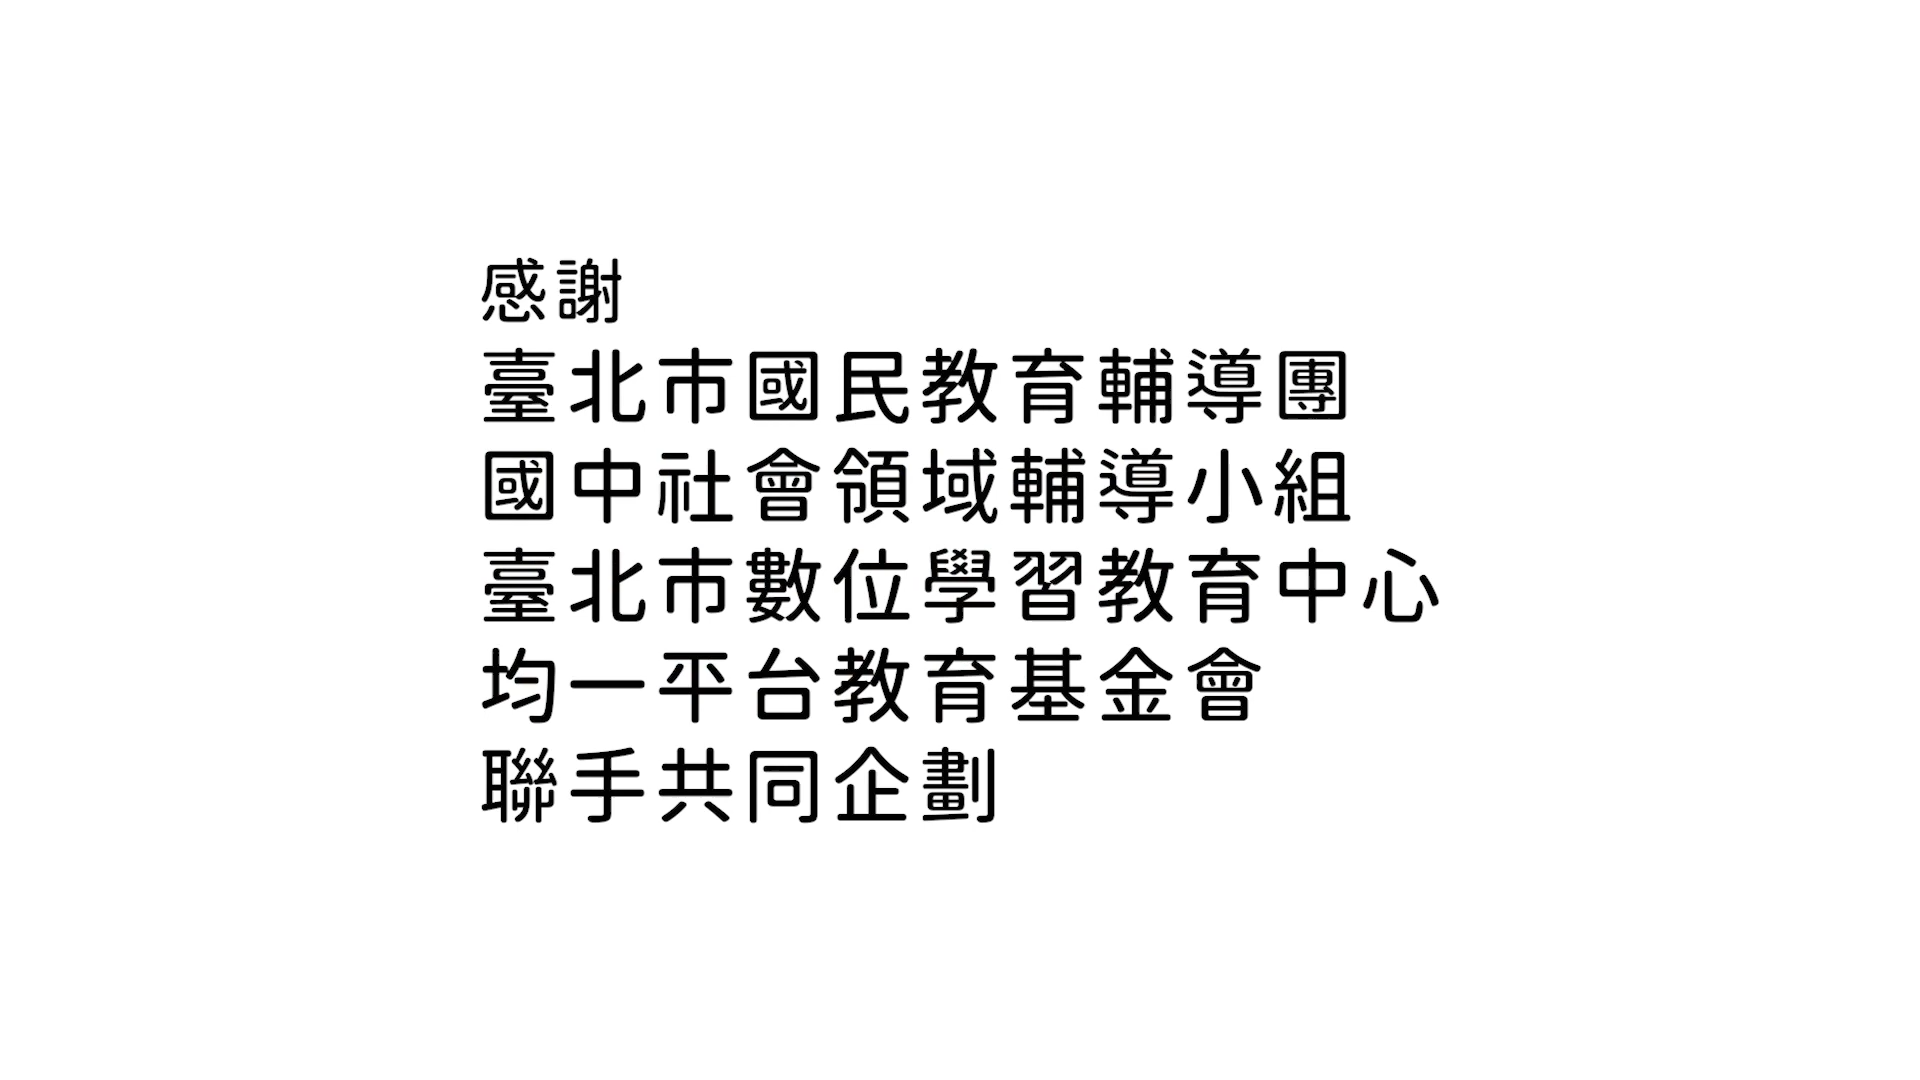 感謝
臺北市國民教育輔導團
國中社會領域輔導小組
臺北市數位學習教育中心
均一平台教育基金會
聯手共同企劃